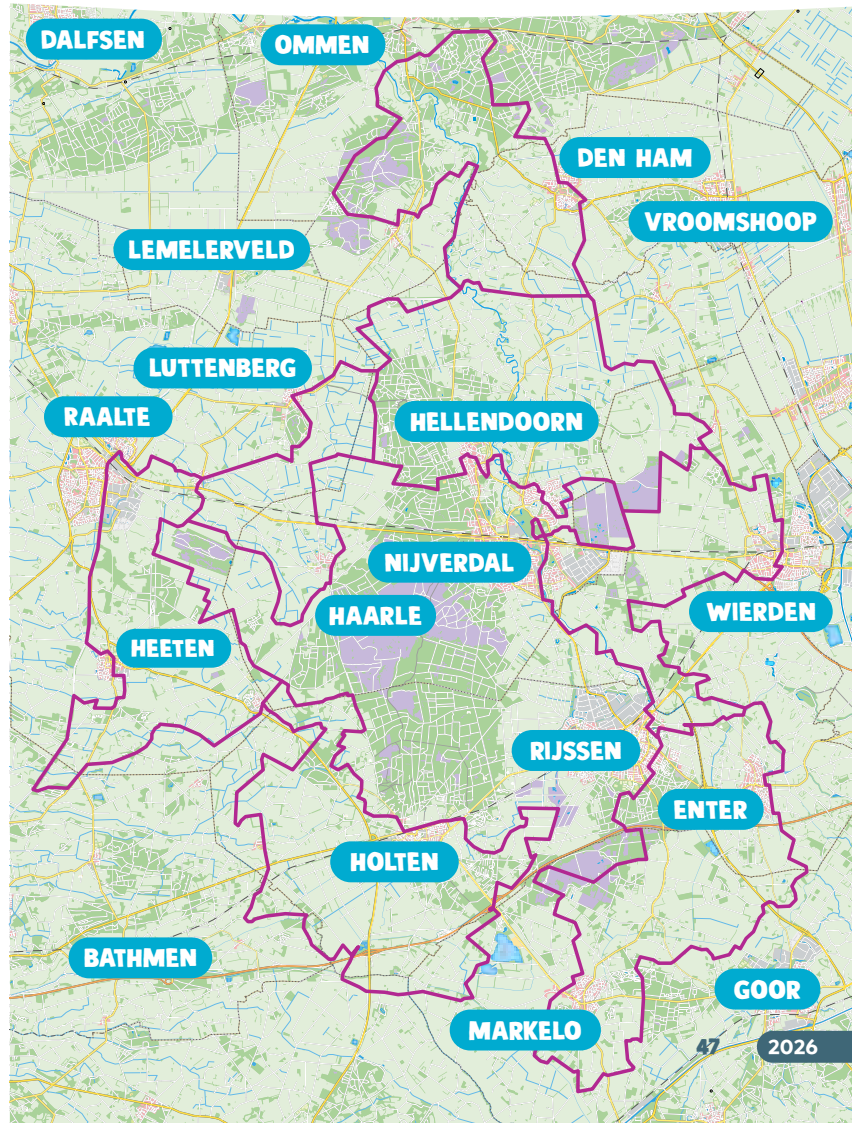 DALFSEN
OMMEN
DEN HAM
VROOMSHOOP
LEMELERVELD
LUTTENBERG
RAALTE
HELLENDOORN
NIJVERDAL
HAARLE
WIERDEN
HEETEN
RIJSSEN
ENTER
HOLTEN
BATHMEN
GOOR
MARKELO
47
2026